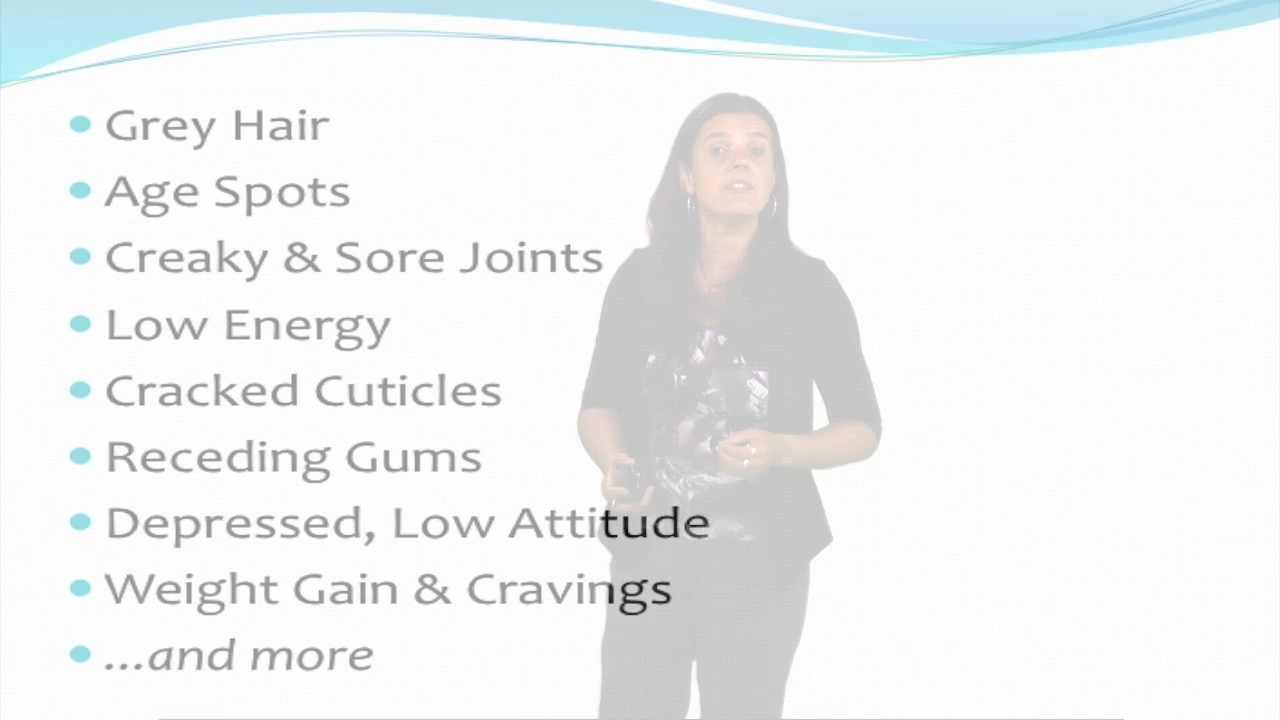 Grey Hair
Age Spots
Creaky & Sore Joints
Low Energy
Cracked Cuticles
Receding Gums
Depressed, Low Attitude
Weight Gain & Cravings
...and more